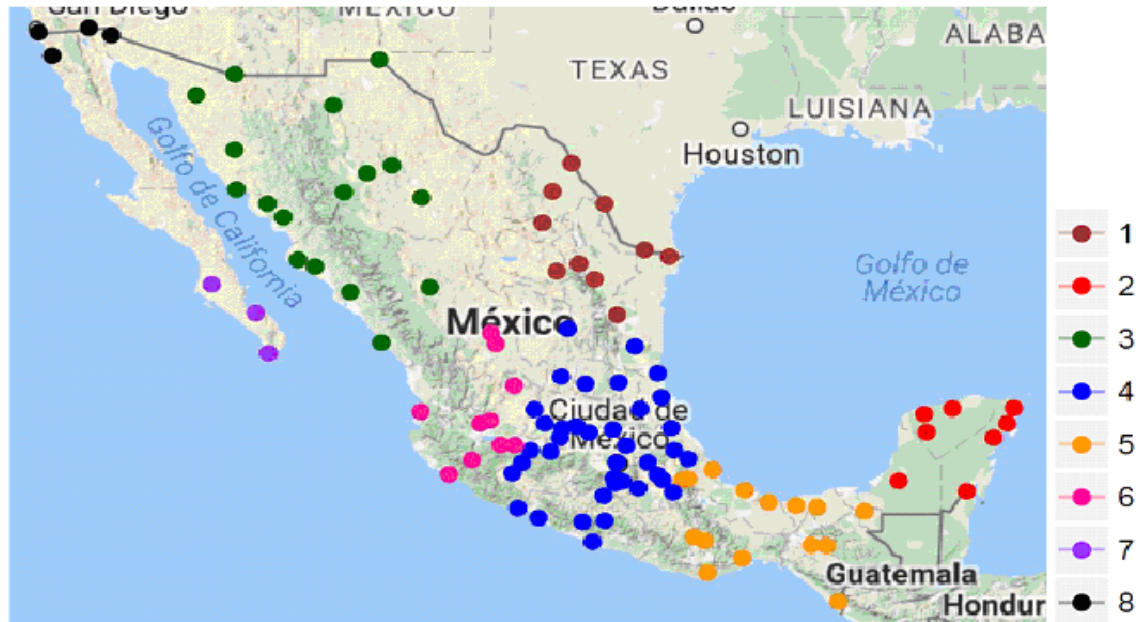 San Diego
MÉXICO
Dallas
ALABA
TEXAS
LUISIANA
Houston
Golfo de California
Golfo de
México
México
Ciudad de
México
Guatemala
Hondur
1
2
3
4
5
6
7
8